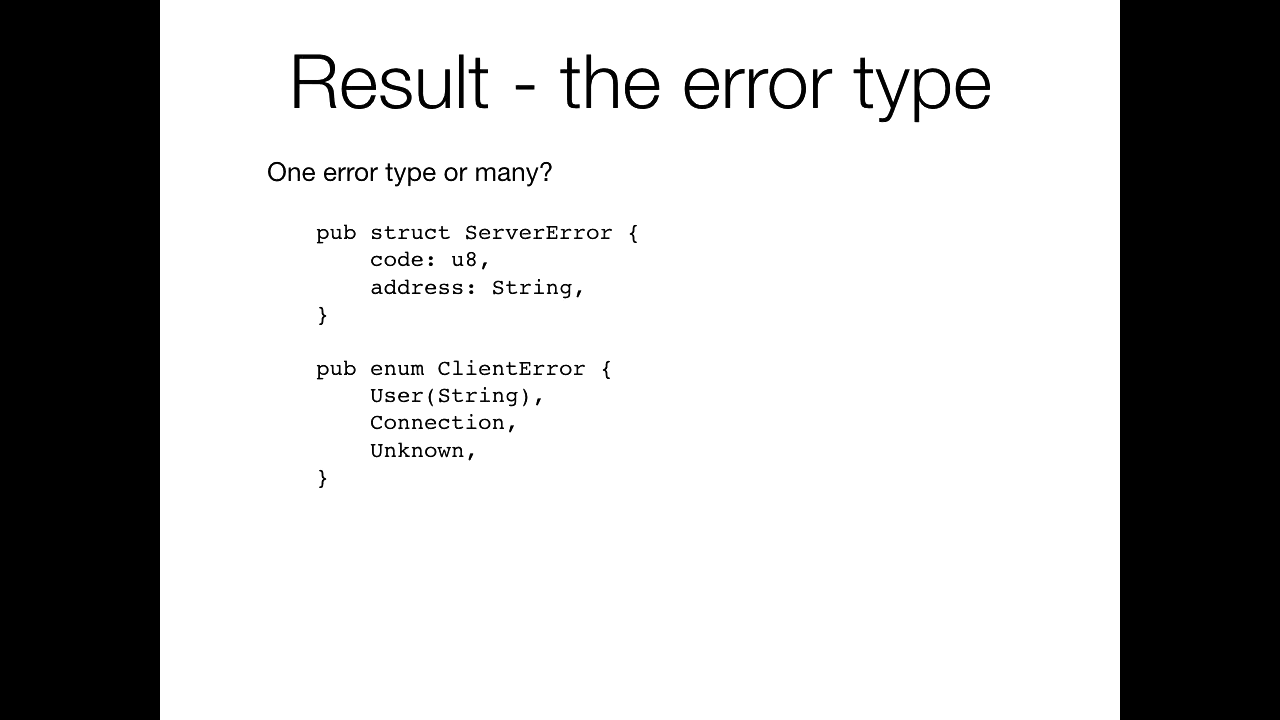 Result - the error type
One error type or many?
pub struct ServerError {
    code: u8,
    address: String,
}
pub enum ClientError {
    User(String),
    Connection,
    Unknown,
}